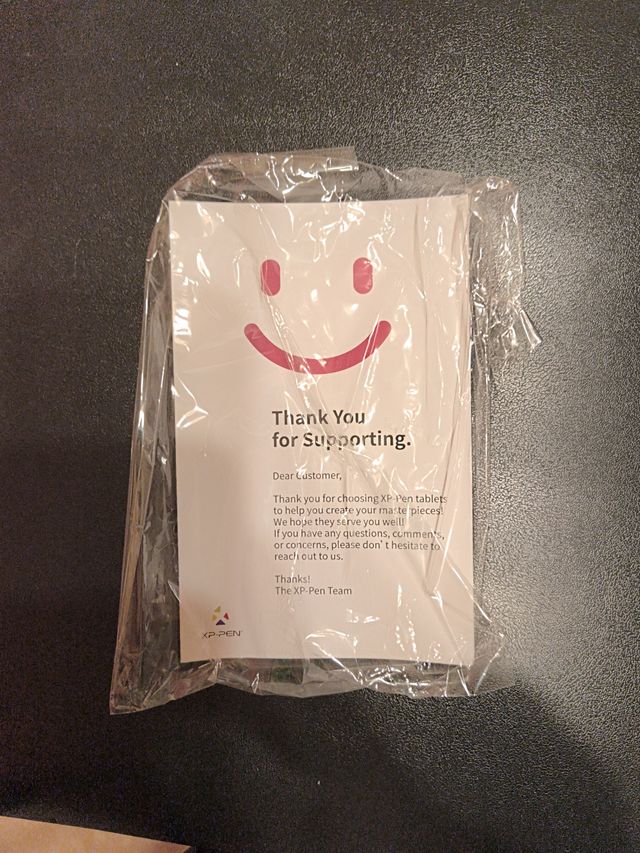 Thank You
for Supporting.
Dear Customer,
Thank you for choosing XP-Pen tablets
to help you create your masterpieces!
We hope they serve you well!
If you have any questions, comments,
or concerns, please don't hesitate to
reach out to us.
Thanks!
The XP-Pen Team
XP-PEN